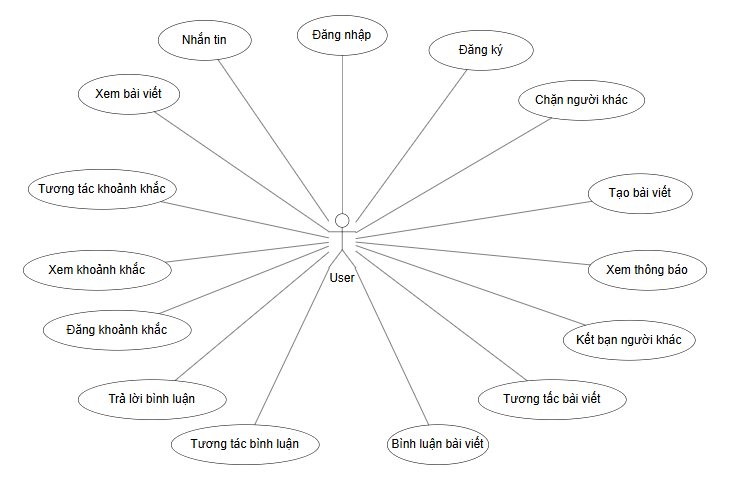 Đăng nhập
Nhắn tin
Đăng ký
Xem bài viết
Chặn người khác
Tương tác khoảnh khắc
Tạo bài viết
Xem khoảnh khắc
Xem thông báo
User
Đăng khoảnh khắc
Kết bạn người khác
Trả lời bình luận
Tương tấc bài viết
Tương tác bình luận
Bình luận bài viết